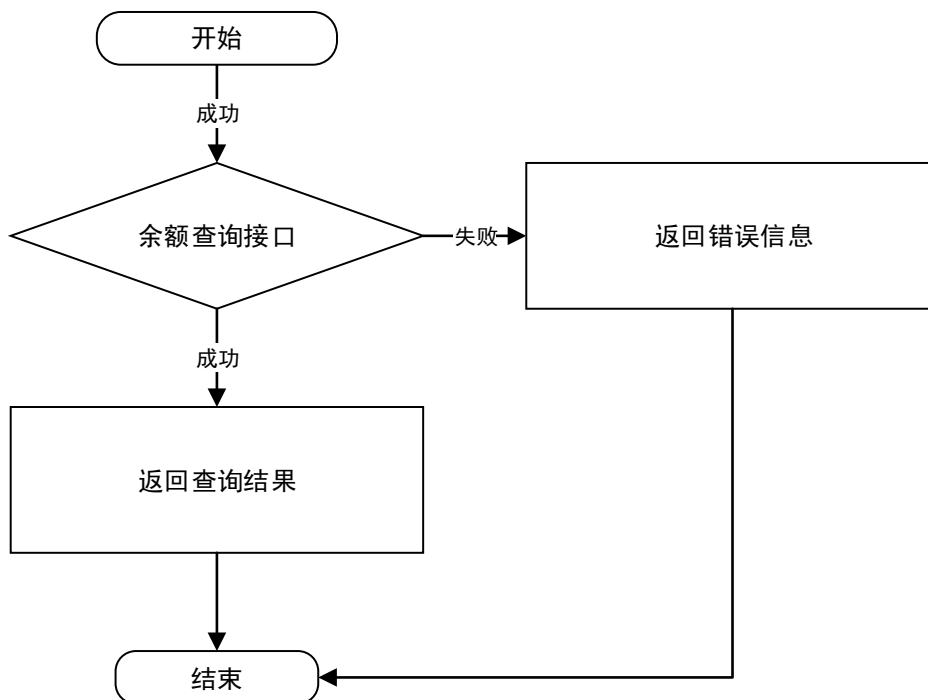 开始
成功
余额查询接口
失败
返回错误信息
成功
返回查询结果
结束